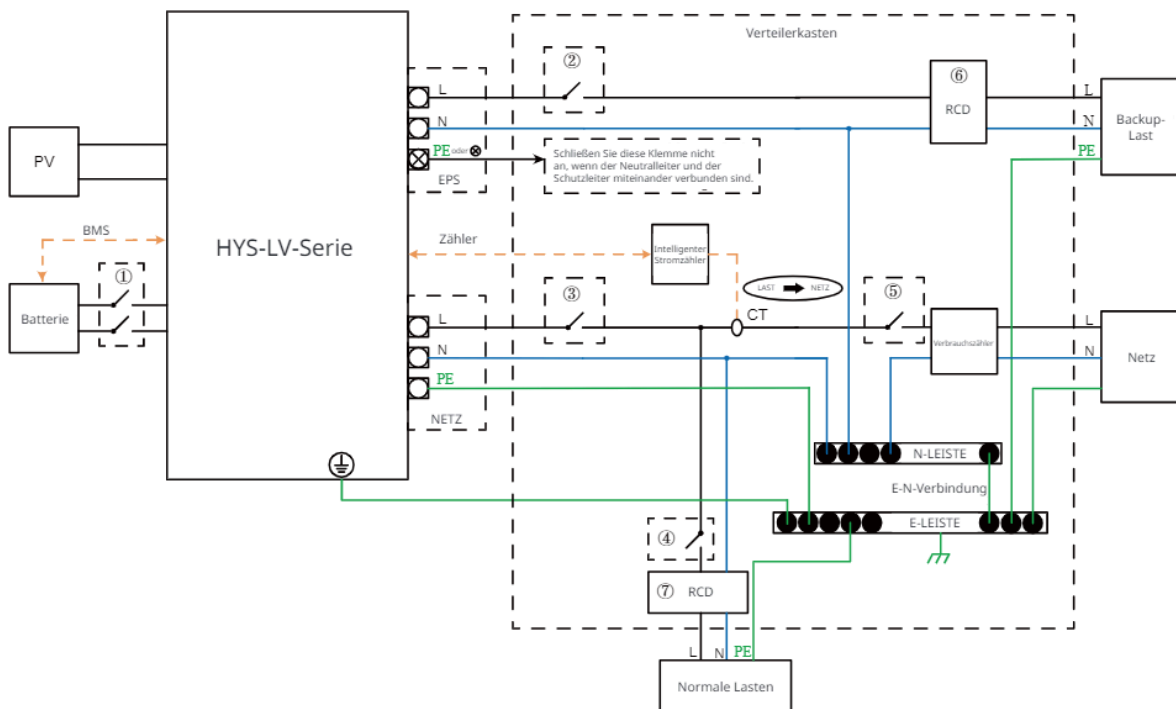 Verteilerkasten
②
⑥
RCD
L
N
PE oder ⊗
EPS
L
N
PE
Backup-
Last
Schließen Sie diese Klemme nicht
an, wenn der Neutralleiter und der
Schutzleiter miteinander verbunden sind.
PV
BMS
HYS-LV-Serie
Zähler
Intelligenter
Stromzähler
①
Batterie
③
LAST NETZ
⑤
CT
L
N
PE
NETZ
Verbrauchszähler
L
N
Netz
N-LEISTE
E-N-Verbindung
E-LEISTE
④
⑦ RCD
L N PE
Normale Lasten